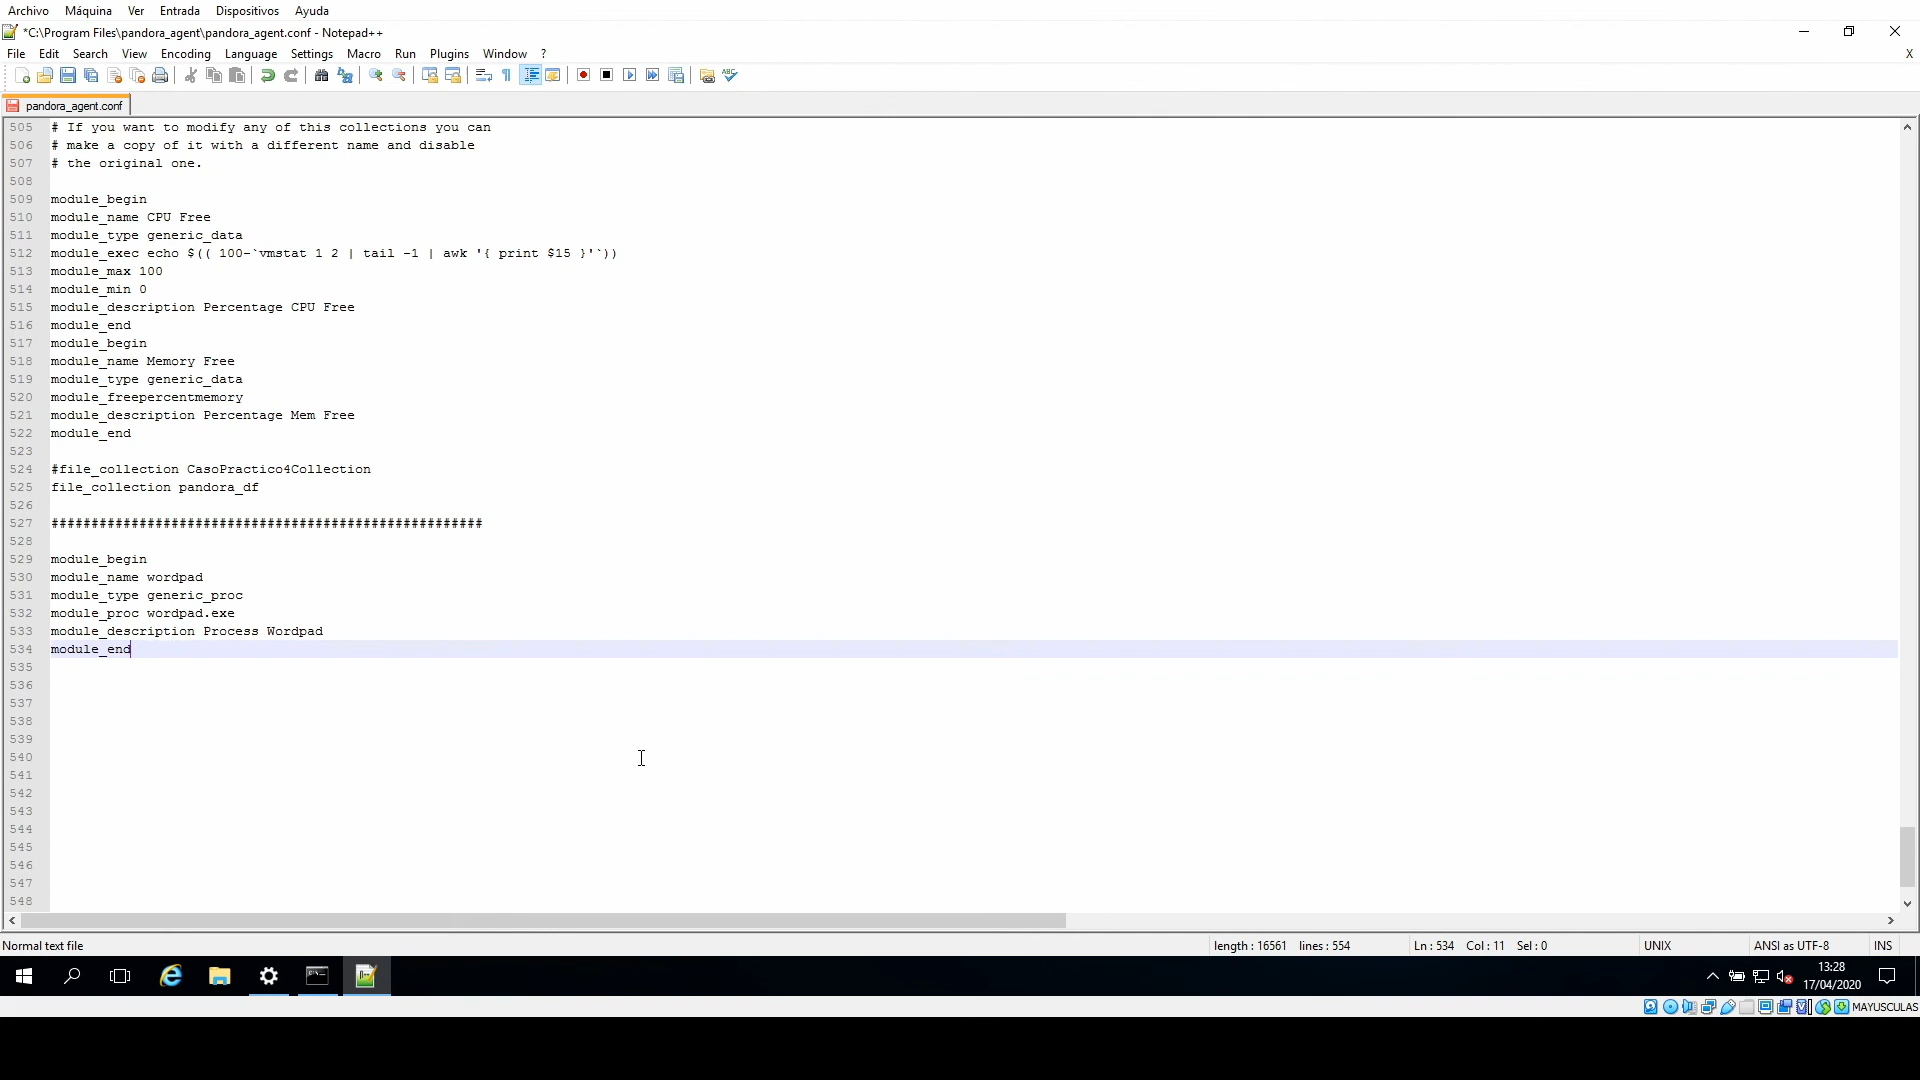 Archivo Máquina Ver Entrada Dispositivos Ayuda
*C:\Program Files\pandora_agent\pandora_agent.conf - Notepad++
File Edit Search View Encoding Language Settings Macro Run Plugins Window ? X
pandora_agent.conf
505 # If you want to modify any of this collections you can
506 # make a copy of it with a different name and disable
507 # the original one.
508
509 module_begin
510 module_name CPU Free
511 module_type generic_data
512 module_exec echo $(( 100-`vmstat 1 2 | tail -1 | awk '{ print $15 }'`))
513 module_max 100
514 module_min 0
515 module_description Percentage CPU Free
516 module_end
517 module_begin
518 module_name Memory Free
519 module_type generic_data
520 module_freepercentmemory
521 module_description Percentage Mem Free
522 module_end
523
524 #file_collection CasoPractico4Collection
525 file_collection pandora_df
526
527 ######################################################
528
529 module_begin
530 module_name wordpad
531 module_type generic_proc
532 module_proc wordpad.exe
533 module_description Process Wordpad
534 module_end
535
536
537
538
539
540
541
542
543
544
545
546
547
548
Normal text file length : 16561 lines : 554 Ln : 534 Col : 11 Sel : 0 UNIX ANSI as UTF-8 INS
13:28
17/04/2020
MAYUSCULAS